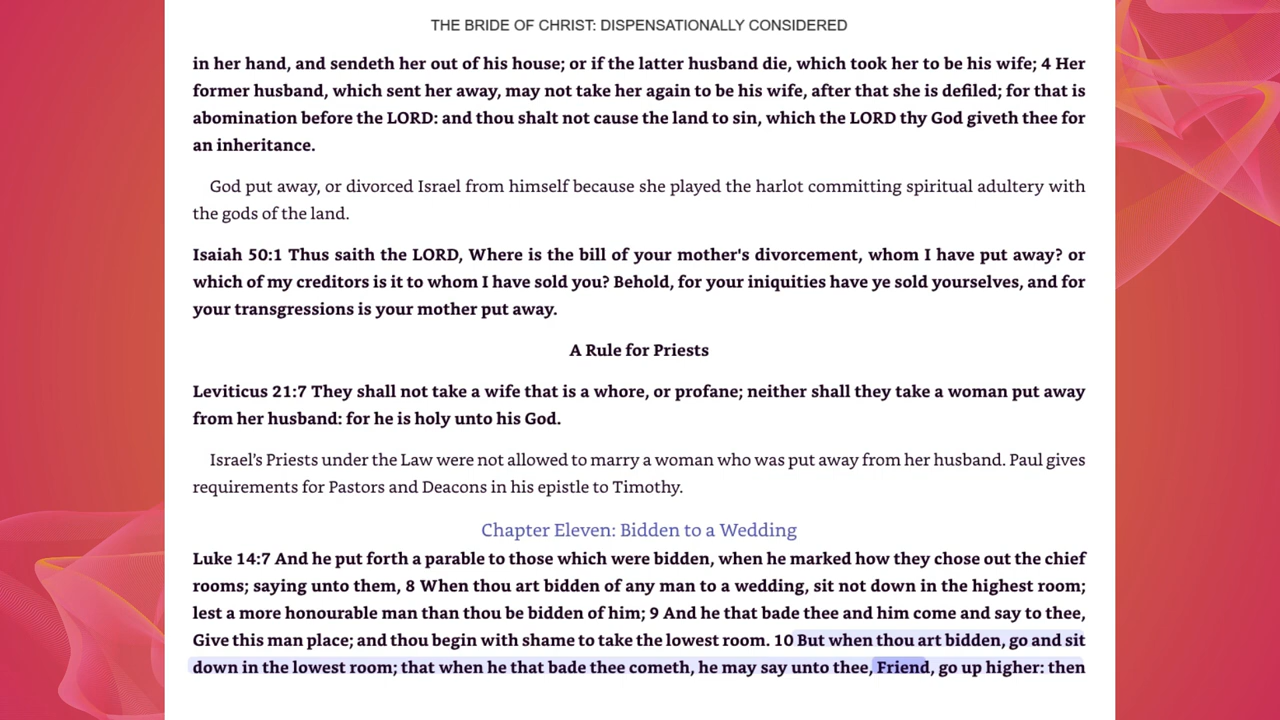 THE BRIDE OF CHRIST: DISPENSATIONALLY CONSIDERED
in her hand, and sendeth her out of his house; or if the latter husband die, which took her to be his wife; 4 Her
former husband, which sent her away, may not take her again to be his wife, after that she is defiled; for that is
abomination before the LORD: and thou shalt not cause the land to sin, which the LORD thy God giveth thee for
an inheritance.
God put away, or divorced Israel from himself because she played the harlot committing spiritual adultery with
the gods of the land.
Isaiah 50:1 Thus saith the LORD, Where is the bill of your mother's divorcement, whom I have put away? or
which of my creditors is it to whom I have sold you? Behold, for your iniquities have ye sold yourselves, and for
your transgressions is your mother put away.
A Rule for Priests
Leviticus 21:7 They shall not take a wife that is a whore, or profane; neither shall they take a woman put away
from her husband: for he is holy unto his God.
Israel’s Priests under the Law were not allowed to marry a woman who was put away from her husband. Paul gives
requirements for Pastors and Deacons in his epistle to Timothy.
Chapter Eleven: Bidden to a Wedding
Luke 14:7 And he put forth a parable to those which were bidden, when he marked how they chose out the chief
rooms; saying unto them, 8 When thou art bidden of any man to a wedding, sit not down in the highest room;
lest a more honourable man than thou be bidden of him; 9 And he that bade thee and him come and say to thee,
Give this man place; and thou begin with shame to take the lowest room. 10 But when thou art bidden, go and sit
down in the lowest room; that when he that bade thee cometh, he may say unto thee, Friend, go up higher: then